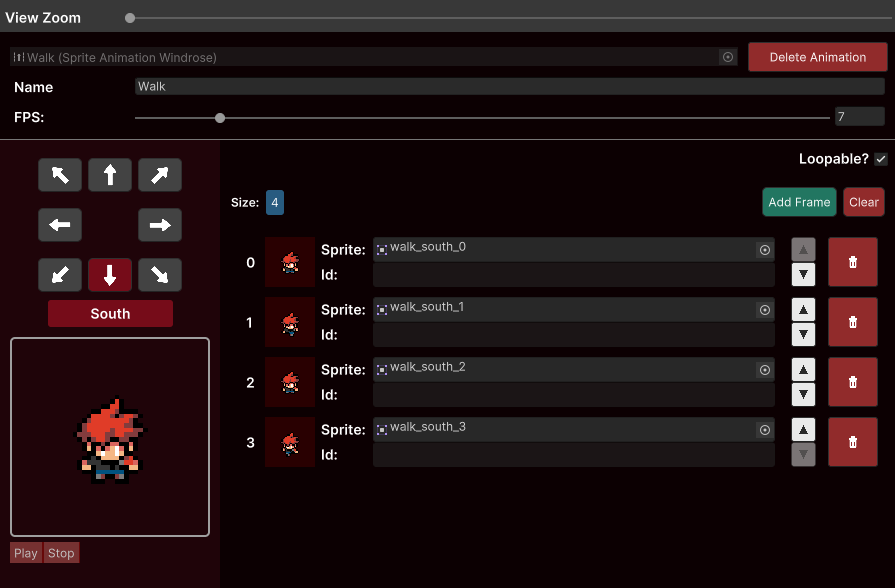 View Zoom
Walk (Sprite Animation Windrose)
Delete Animation
Name
Walk
FPS:
7
Loopable?
Size:
4
Add Frame
Clear
0
Sprite:
walk_south_0
Id:
1
Sprite:
walk_south_1
Id:
2
Sprite:
walk_south_2
Id:
3
Sprite:
walk_south_3
Id:
South
Play
Stop